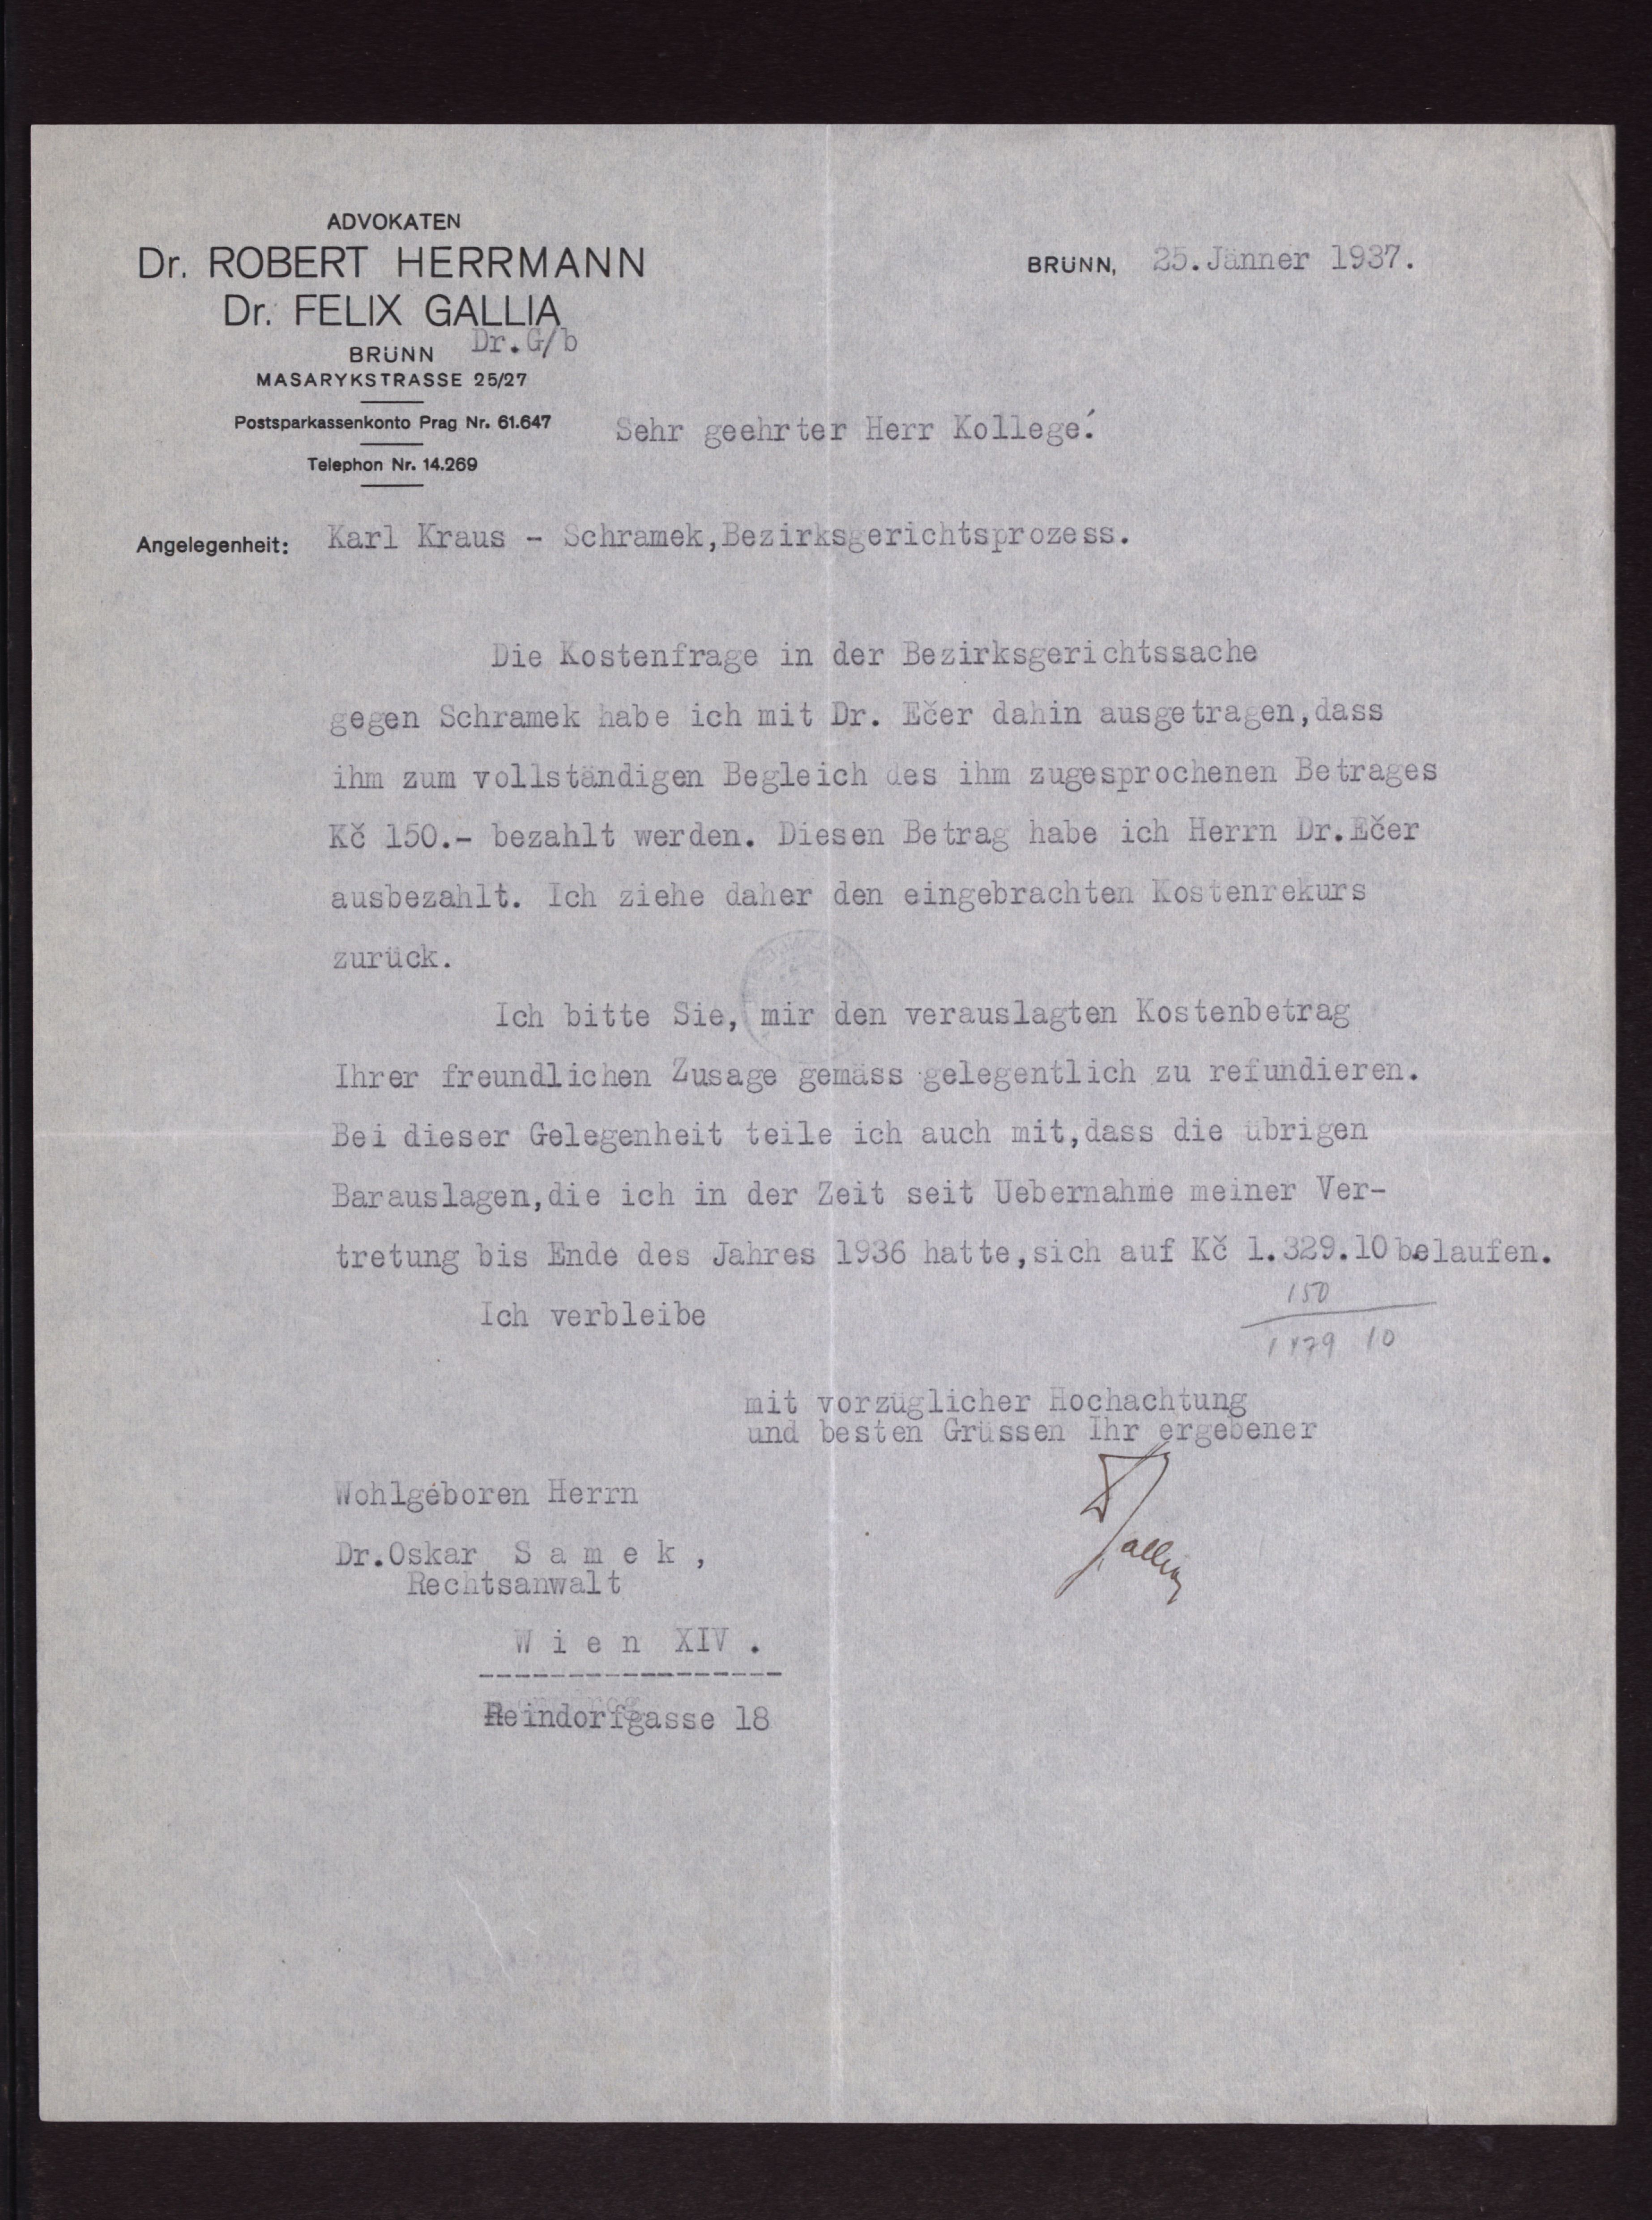 ADVOKATEN
Dr. ROBERT HERRMANN
Dr. FELIX GALLIA
BRÜNN Dr.G/b
MASARYKSTRASSE 25/27
Postsparkassenkonto Prag Nr. 61.647
Telephon Nr. 14.269
BRÜNN, 25.Jänner 1937.
Sehr geehrter Herr Kollege!
Angelegenheit: Karl Kraus - Schramek,Bezirksgerichtsprozess.
Die Kostenfrage in der Bezirksgerichtssache
gegen Schramek habe ich mit Dr. Ečer dahin ausgetragen,dass
ihm zum vollständigen Begleich des ihm zugesprochenen Betrages
Kč 150.- bezahlt werden. Diesen Betrag habe ich Herrn Dr.Ečer
ausbezahlt. Ich ziehe daher den eingebrachten Kostenrekurs
zurück.
Ich bitte Sie, mir den verauslagten Kostenbetrag
Ihrer freundlichen Zusage gemäss gelegentlich zu refundieren.
Bei dieser Gelegenheit teile ich auch mit,dass die übrigen
Barauslagen,die ich in der Zeit seit Uebernahme meiner Ver-
tretung bis Ende des Jahres 1936 hatte,sich auf Kč 1.329.10 belaufen.
150
1479 10
Ich verbleibe
mit vorzüglicher Hochachtung
und besten Grüssen Ihr ergebener
Gallia
Wohlgeboren Herrn
Dr.Oskar S a m e k ,
Rechtsanwalt
W i e n XIV .
Reindorfgasse 18